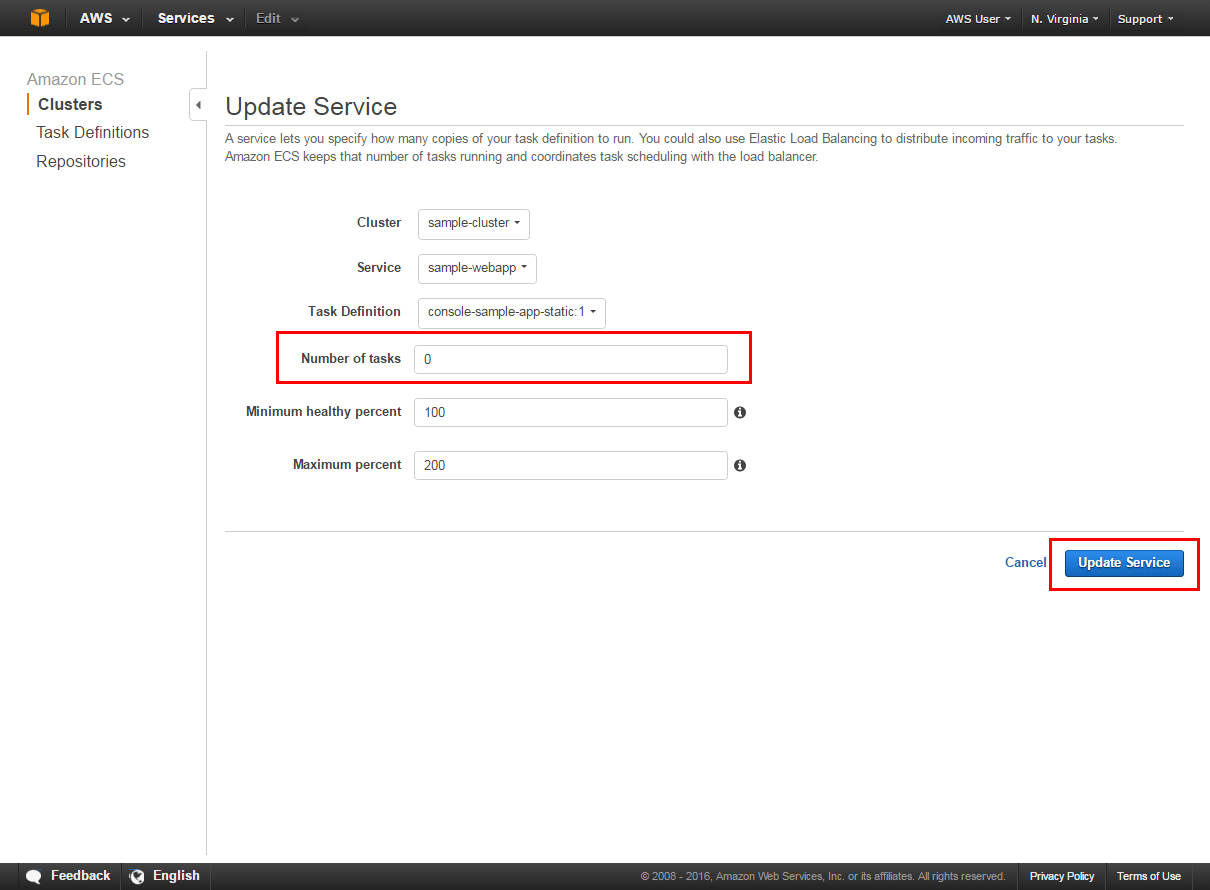 AWS Services Edit AWS User N. Virginia Support
Amazon ECS
Clusters
Task Definitions
Repositories
Update Service
A service lets you specify how many copies of your task definition to run. You could also use Elastic Load Balancing to distribute incoming traffic to your tasks.
Amazon ECS keeps that number of tasks running and coordinates task scheduling with the load balancer.
Cluster sample-cluster
Service sample-webapp
Task Definition console-sample-app-static:1
Number of tasks 0
Minimum healthy percent 100
Maximum percent 200
Cancel Update Service
Feedback English © 2008 - 2016, Amazon Web Services, Inc. or its affiliates. All rights reserved. Privacy Policy Terms of Use